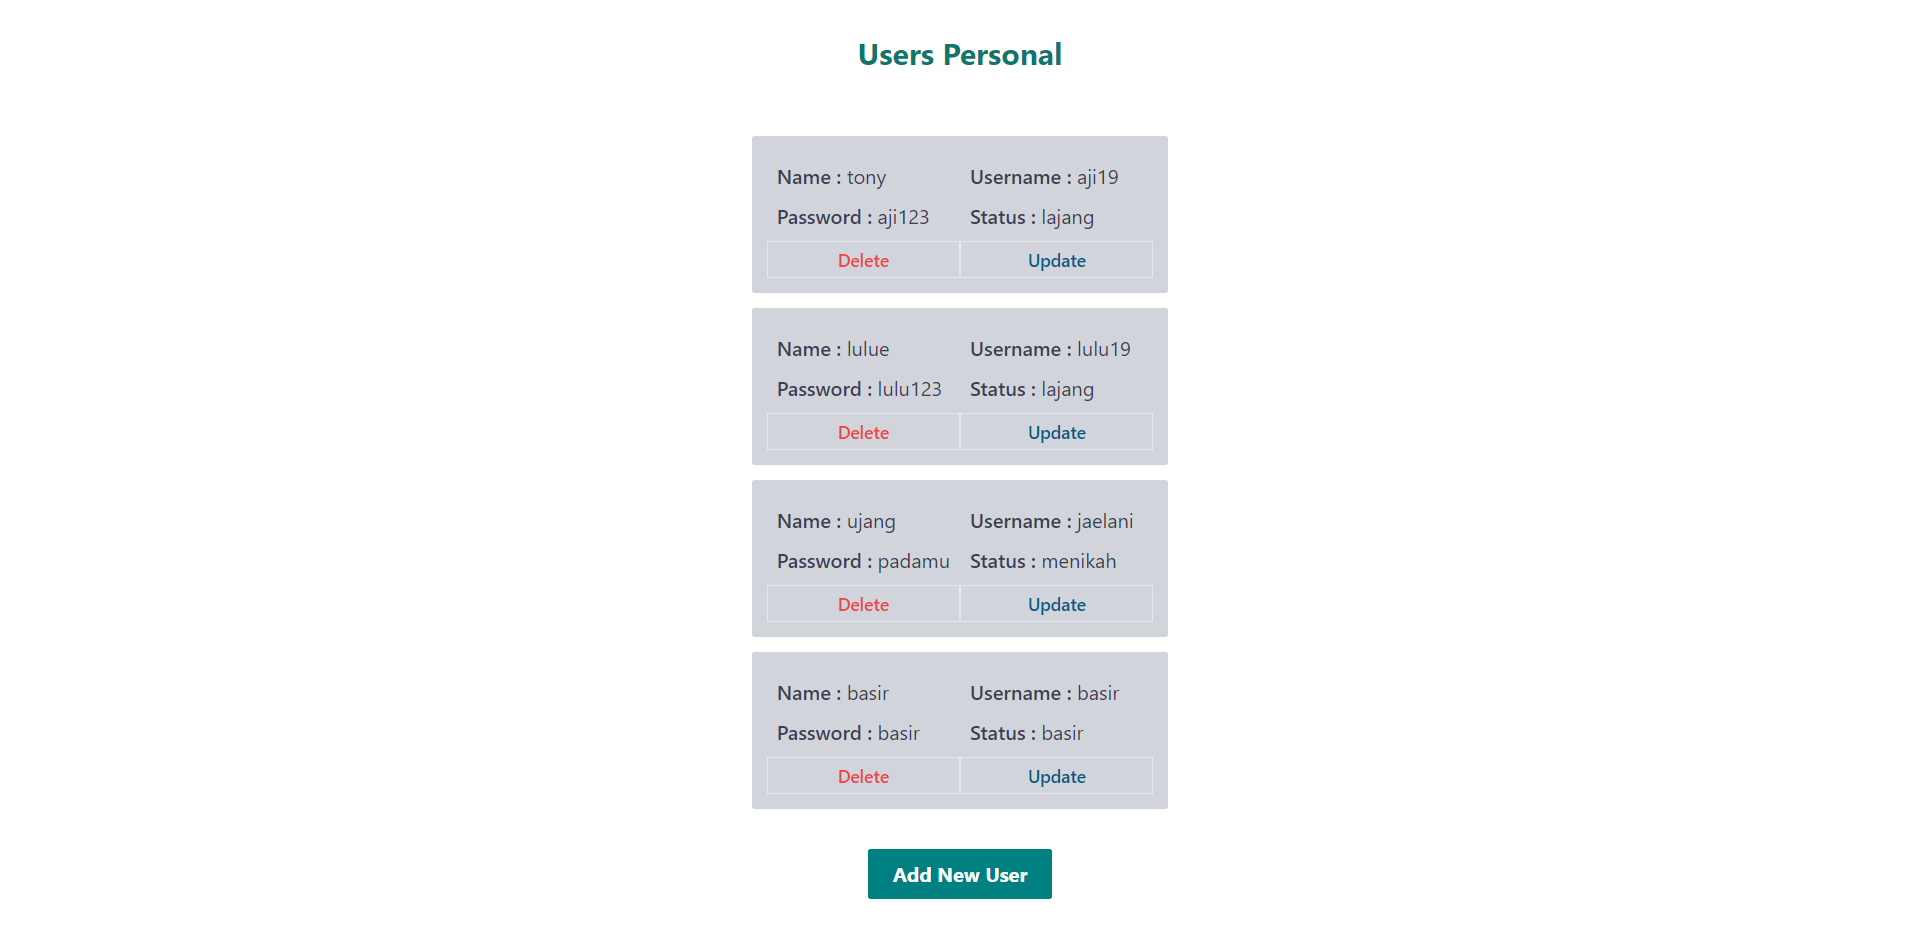 Users Personal
Name : tony Username : aji19
Password : aji123 Status : lajang
Delete Update
Name : lulue Username : lulu19
Password : lulu123 Status : lajang
Delete Update
Name : ujang Username : jaelani
Password : padamu Status : menikah
Delete Update
Name : basir Username : basir
Password : basir Status : basir
Delete Update
Add New User